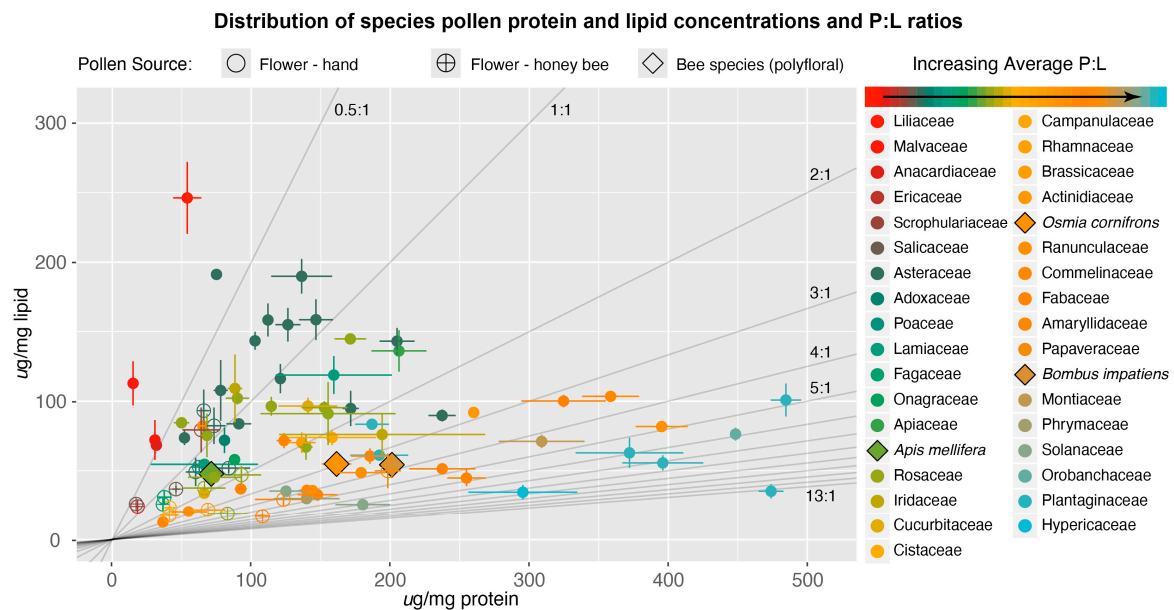 Distribution of species pollen protein and lipid concentrations and P:L ratios
Pollen Source: Flower - hand Flower - honey bee Bee species (polyfloral)
Increasing Average P:L
Liliaceae
Malvaceae
Anacardiaceae
Ericaceae
Scrophulariaceae
Salicaceae
Asteraceae
Adoxaceae
Poaceae
Lamiaceae
Fagaceae
Onagraceae
Apiaceae
Apis mellifera
Rosaceae
Iridaceae
Cucurbitaceae
Cistaceae
Campanulaceae
Rhamnaceae
Brassicaceae
Actinidiaceae
Osmia cornifrons
Ranunculaceae
Commelinaceae
Fabaceae
Amaryllidaceae
Papaveraceae
Bombus impatiens
Montiaceae
Phrymaceae
Solanaceae
Orobanchaceae
Plantaginaceae
Hypericaceae
0.5:1
1:1
2:1
3:1
4:1
5:1
13:1
ug/mg lipid
300
200
100
0
0 100 200 300 400 500
ug/mg protein